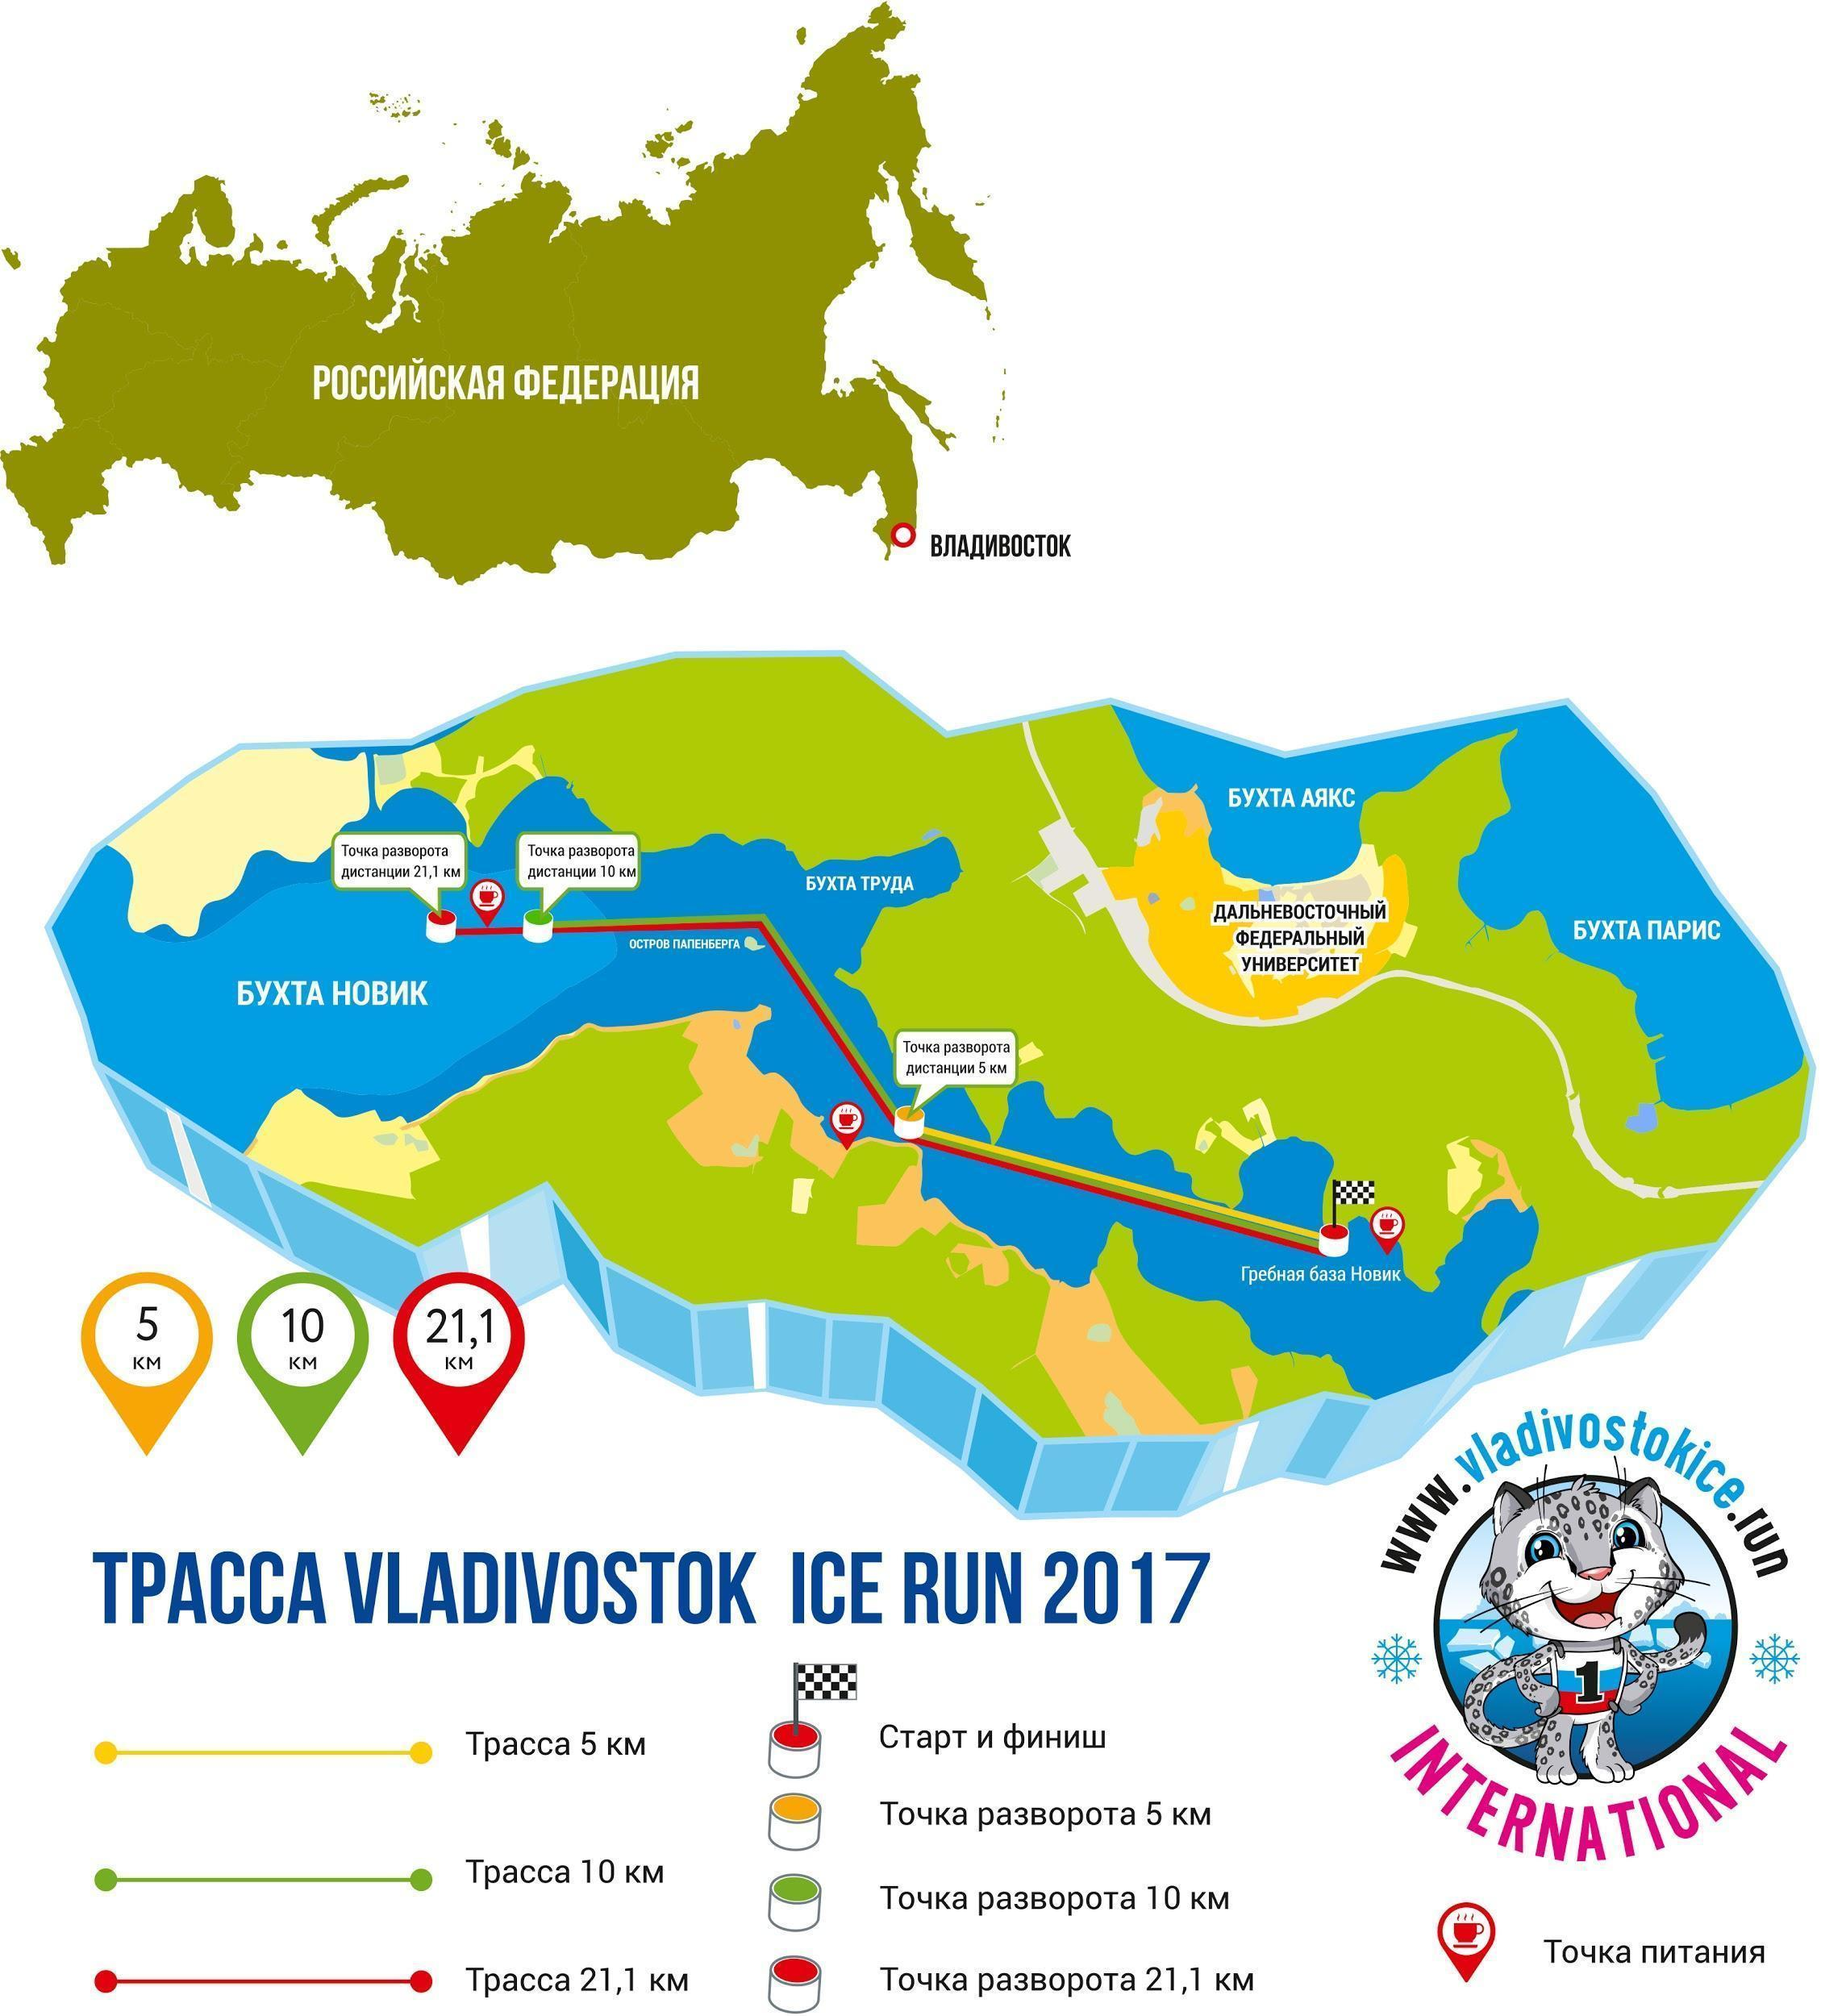 РОССИЙСКАЯ ФЕДЕРАЦИЯ
ВЛАДИВОСТОК
БУХТА АЯКС
Точка разворота
дистанции 21,1 км
Точка разворота
дистанции 10 км
БУХТА ТРУДА
ДАЛЬНЕВОСТОЧНЫЙ
ФЕДЕРАЛЬНЫЙ
УНИВЕРСИТЕТ
БУХТА ПАРИС
ОСТРОВ ПАПЕНБЕРГА
БУХТА НОВИК
Точка разворота
дистанции 5 км
Гребная база Новик
5
КМ
10
КМ
21,1
КМ
www.vladivostokice.run
1
INTERNATIONAL
ТРАССА VLADIVOSTOK ICE RUN 2017
Трасса 5 км
Трасса 10 км
Трасса 21,1 км
Старт и финиш
Точка разворота 5 км
Точка разворота 10 км
Точка разворота 21,1 км
Точка питания